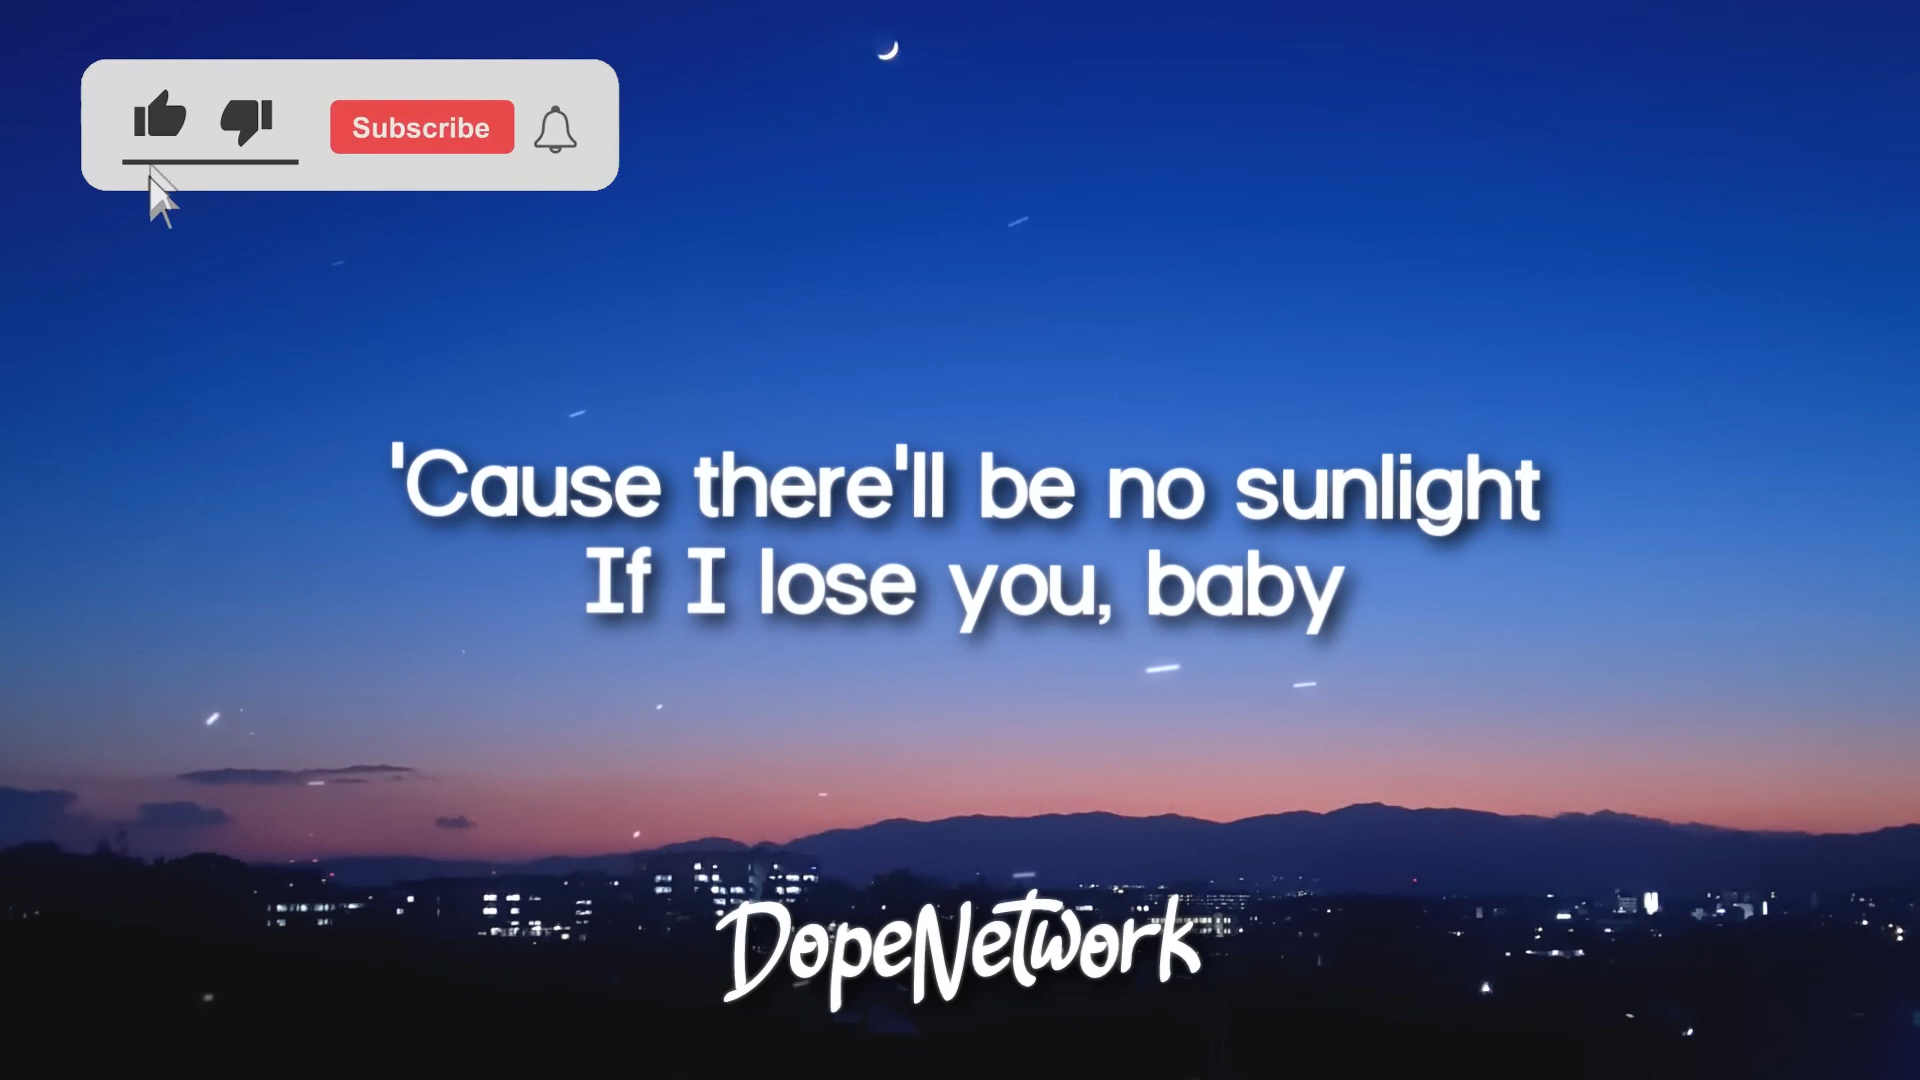 Subscribe
'Cause there'll be no sunlight
If I lose you, baby
DopeNetwork